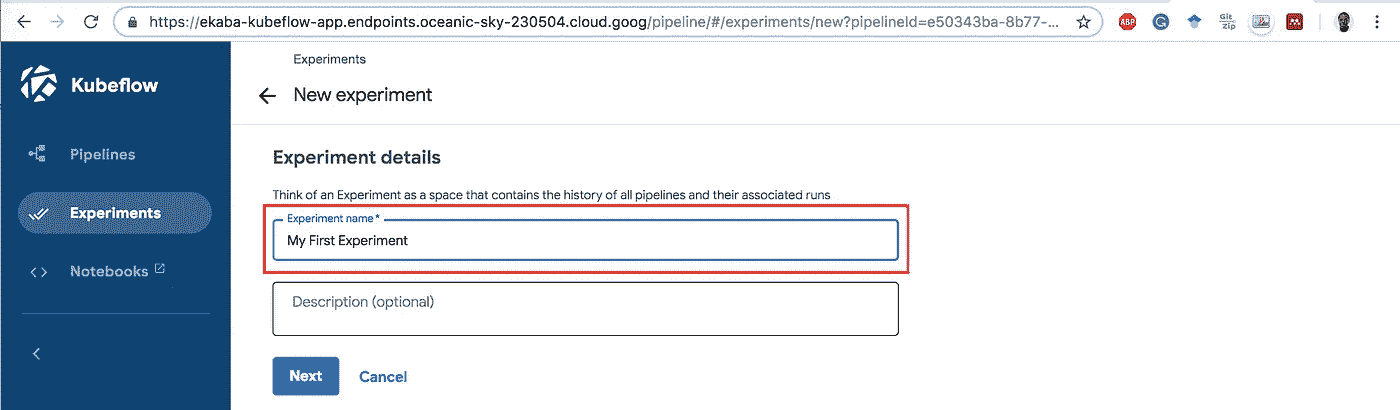 https://ekaba-kubeflow-app.endpoints.oceanic-sky-230504.cloud.goog/pipeline/#/experiments/new?pipelineId=e50343ba-8b77-...
ABP
Git
Zip
Kubeflow
Pipelines
Experiments
Notebooks
Experiments
New experiment
Experiment details
Think of an Experiment as a space that contains the history of all pipelines and their associated runs
Experiment name*
My First Experiment
Description (optional)
Next
Cancel